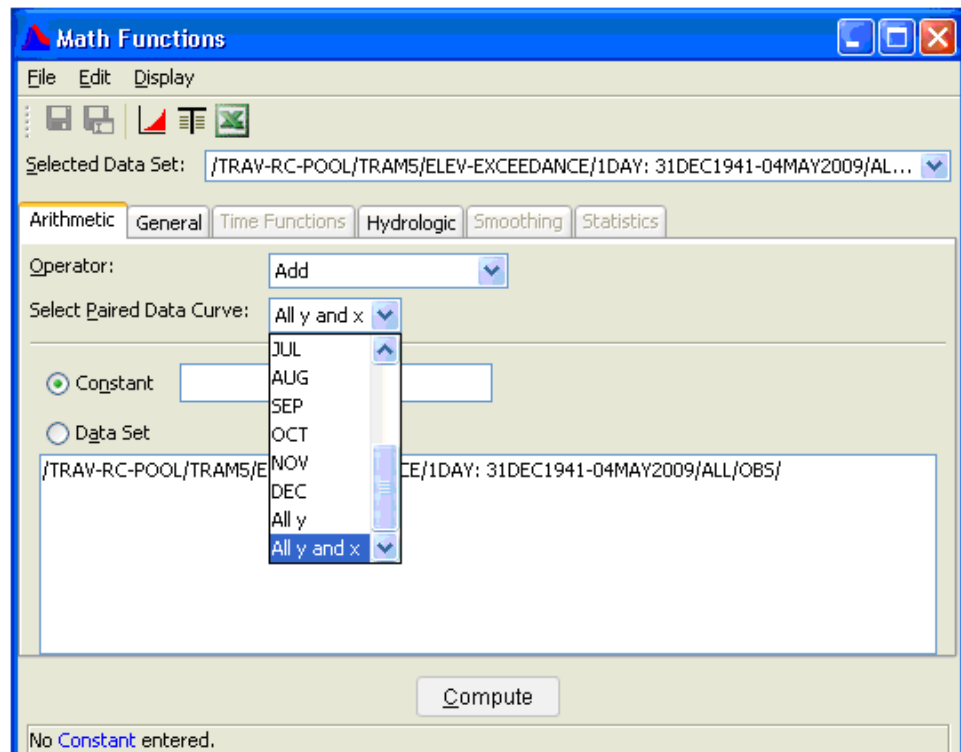 Math Functions
File Edit Display
Selected Data Set: /TRAV-RC-POOL/TRAM5/ELEV-EXCEEDANCE/1DAY: 31DEC1941-04MAY2009/AL...
Arithmetic General Time Functions Hydrologic Smoothing Statistics
Operator: Add
Select Paired Data Curve: All y and x
JUL
Constant
AUG
SEP
Data Set
OCT
/TRAV-RC-POOL/TRAM5/E
NOV
EE/1DAY: 31DEC1941-04MAY2009/ALL/OBS/
DEC
All y
All y and x
Compute
No Constant entered.